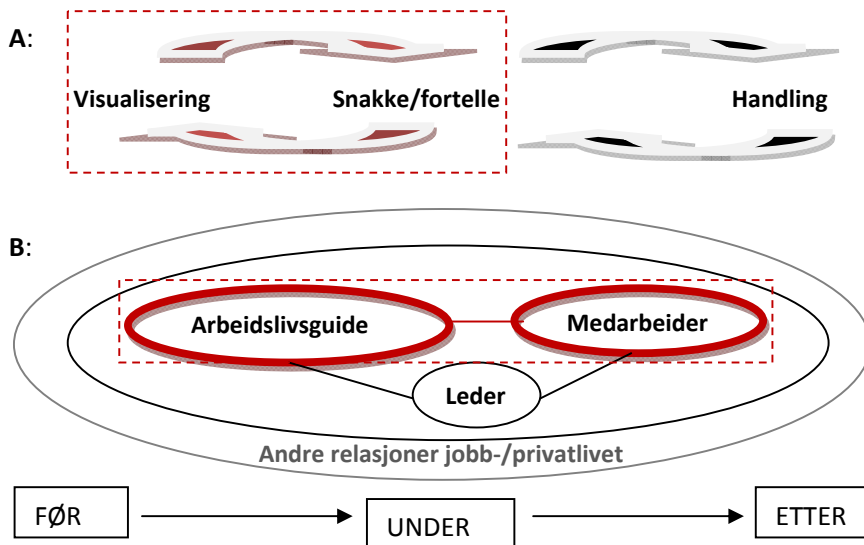 A:
Visualisering
Snakke/fortelle
Handling
B:
Arbeidslivsguide
Medarbeider
Leder
Andre relasjoner jobb-/privatlivet
FØR
UNDER
ETTER